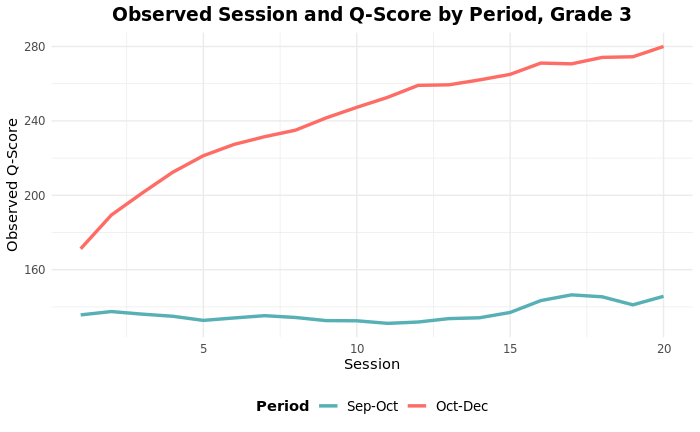 Observed Session and Q-Score by Period, Grade 3
Observed Q-Score
280
240
200
160
5 10 15 20
Session
Period Sep-Oct Oct-Dec